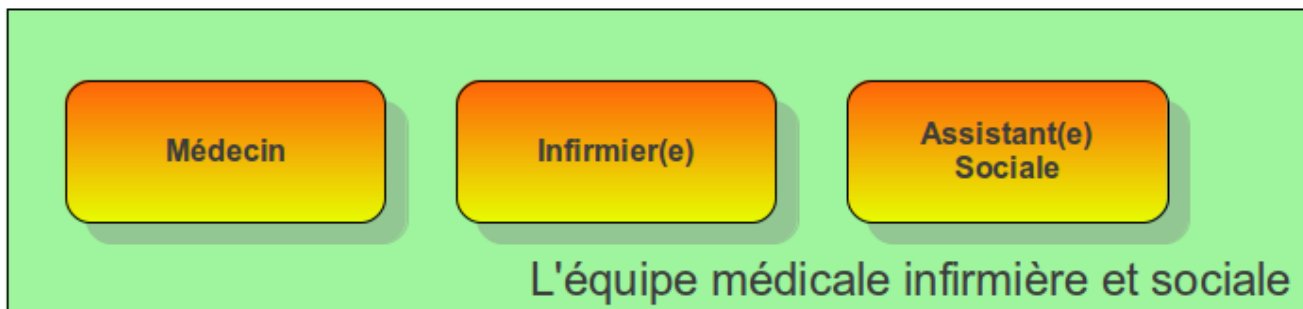 Médecin
Infirmier(e)
Assistant(e)
Sociale
L'équipe médicale infirmière et sociale